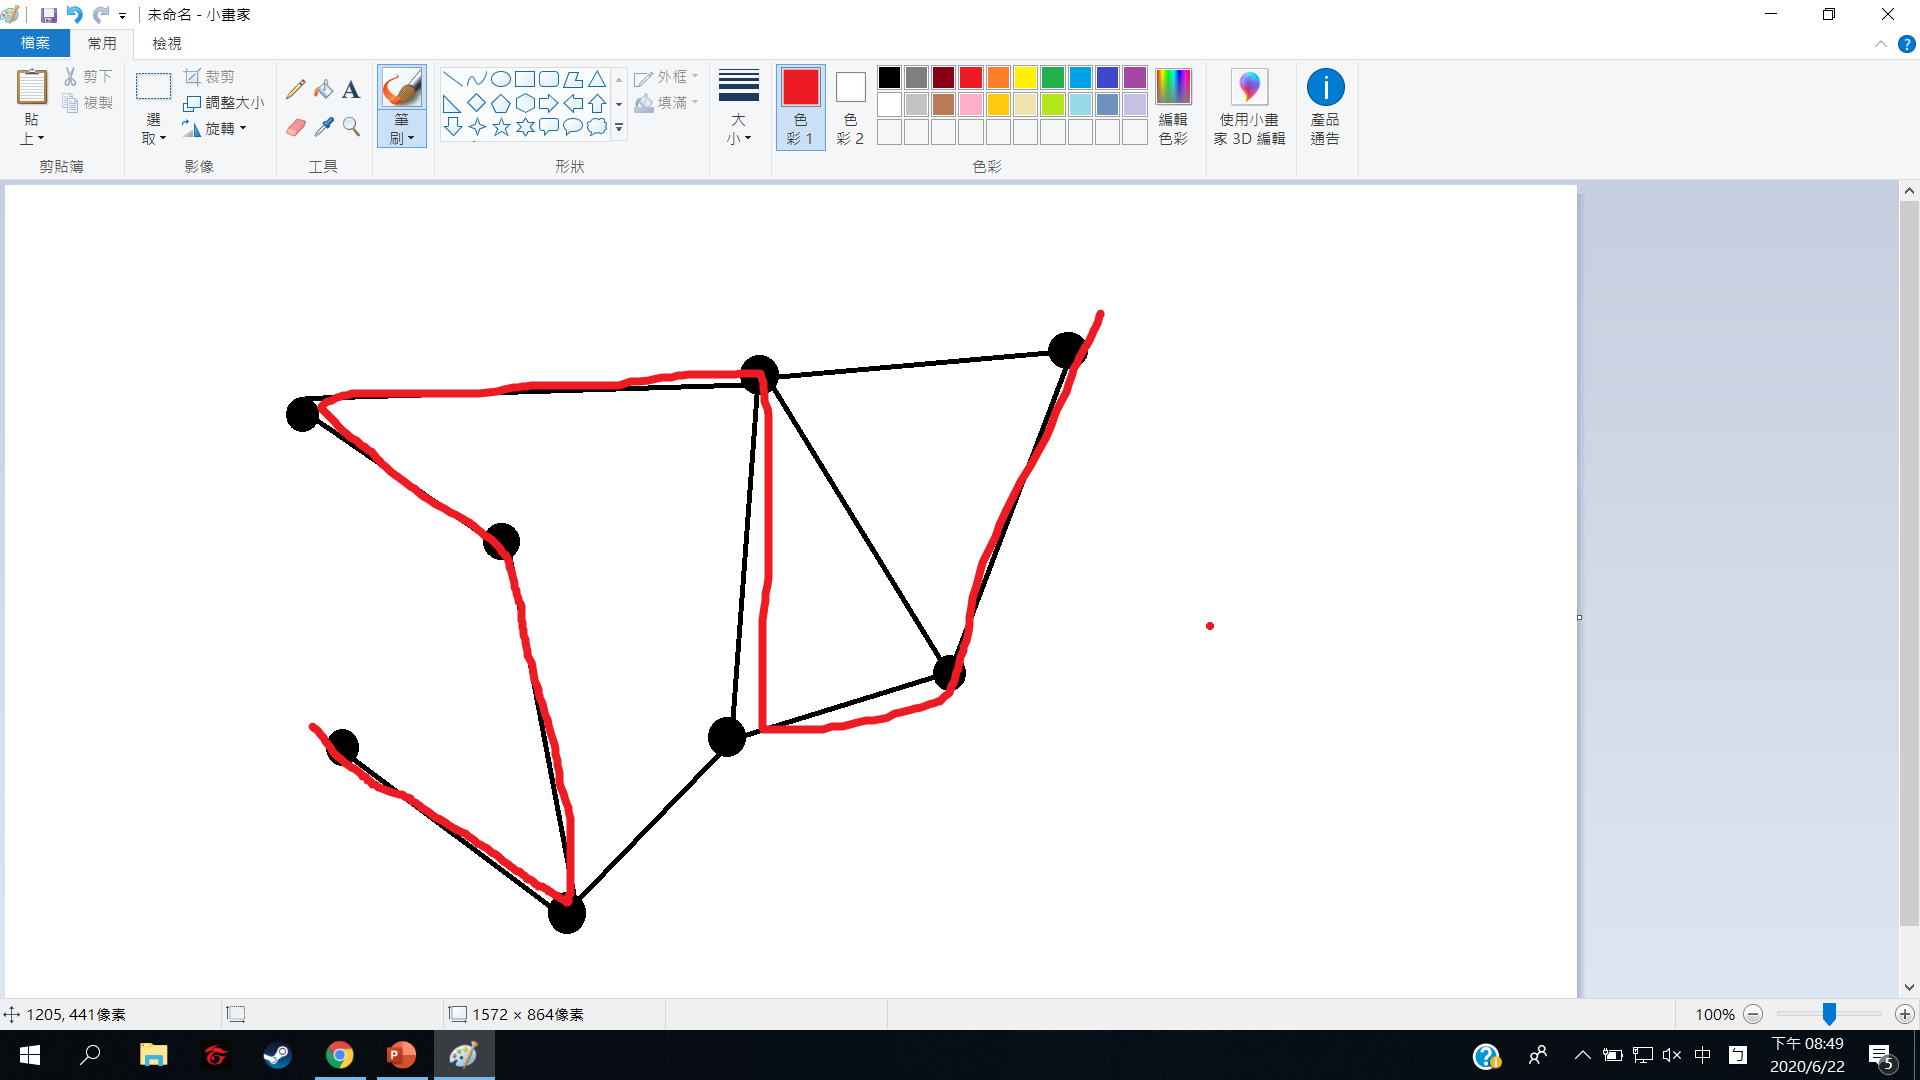 未命名 - 小畫家
檔案 常用 檢視
貼上
剪下
複製
剪貼簿
選取
裁剪
調整大小
旋轉
影像
A
工具
筆刷
外框
填滿
形狀
大小
色彩 1
色彩 2
編輯色彩
色彩
使用小畫家 3D 編輯
產品通告
1205, 441像素
1572 × 864像素
100%
中
ㄅ
下午 08:49
2020/6/22
5